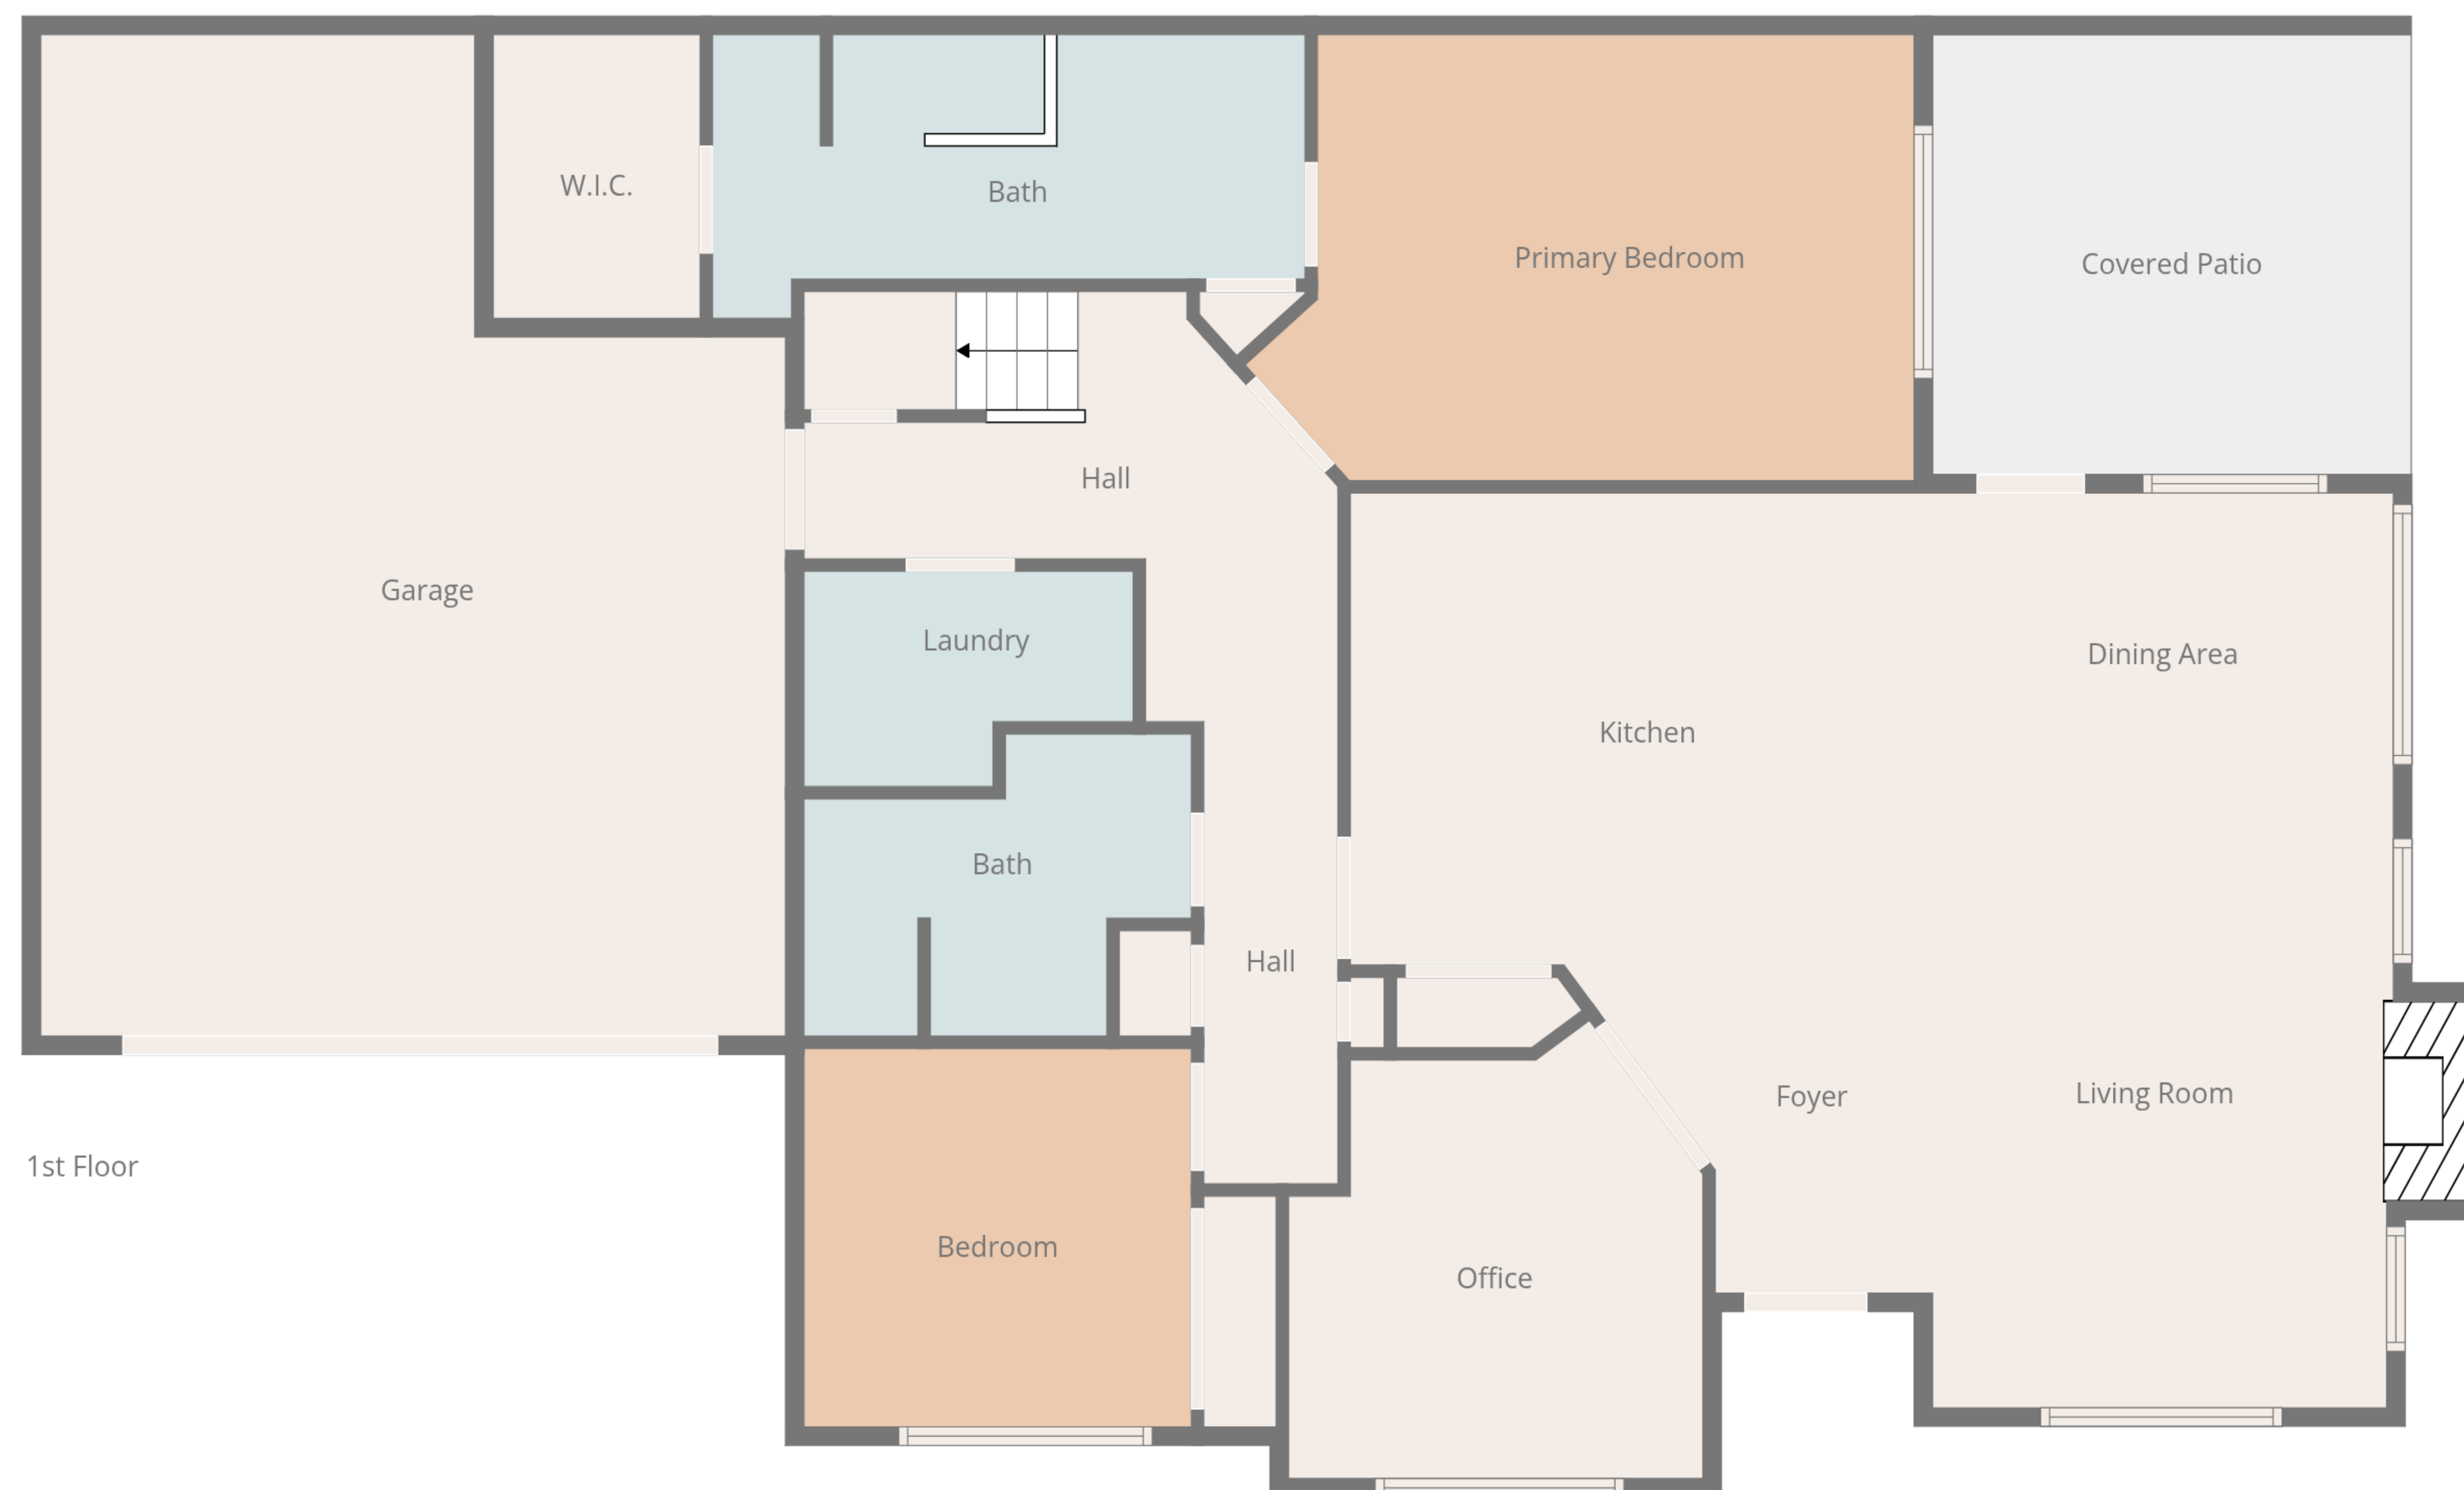 W.I.C.
Bath
Primary Bedroom
Covered Patio
Hall
Garage
Laundry
Dining Area
Kitchen
Bath
Hall
Living Room
Foyer
1st Floor
Bedroom
Office